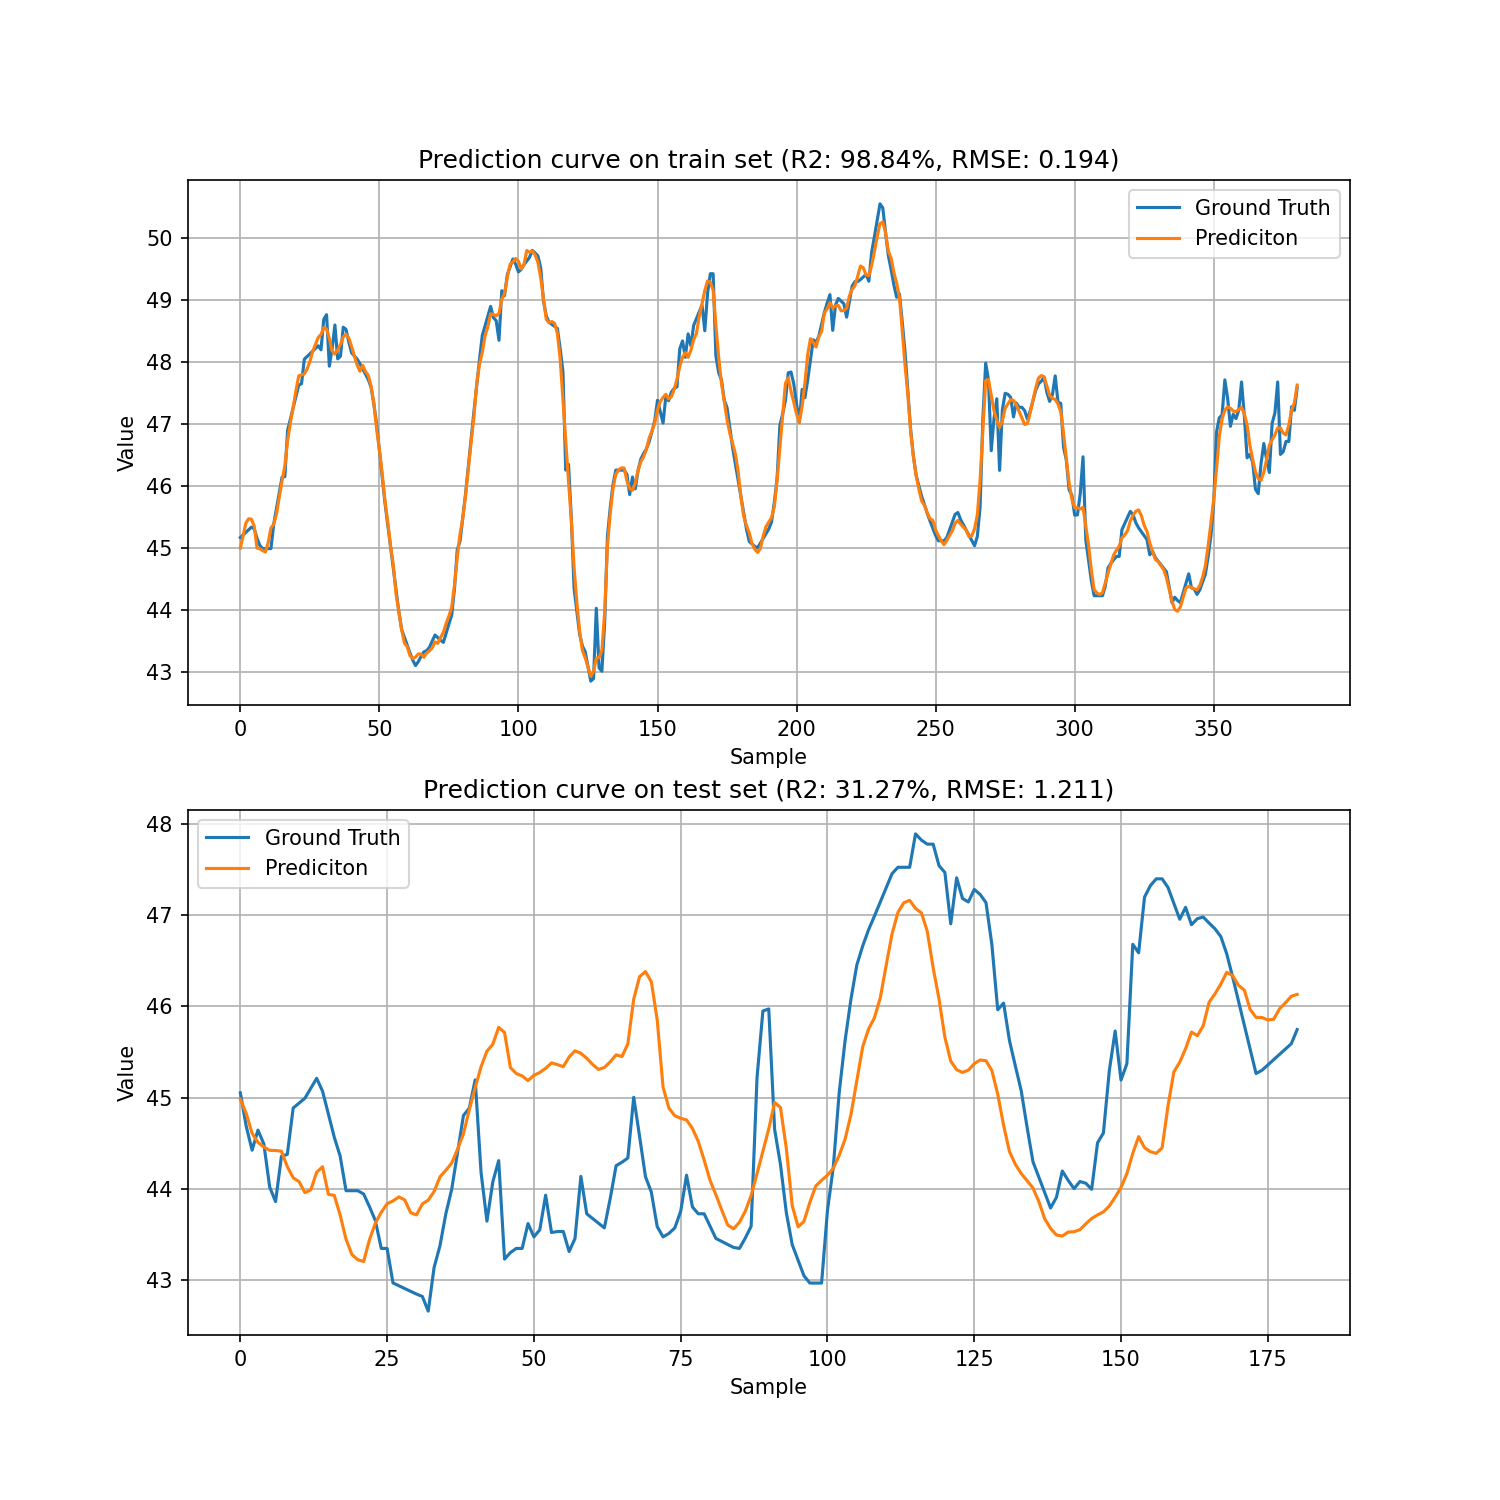 Prediction curve on train set (R2: 98.84%, RMSE: 0.194)
Ground Truth
Prediciton
Value
50
49
48
47
46
45
44
43
0 50 100 150 200 250 300 350
Sample
Prediction curve on test set (R2: 31.27%, RMSE: 1.211)
Ground Truth
Prediciton
Value
48
47
46
45
44
43
0 25 50 75 100 125 150 175
Sample